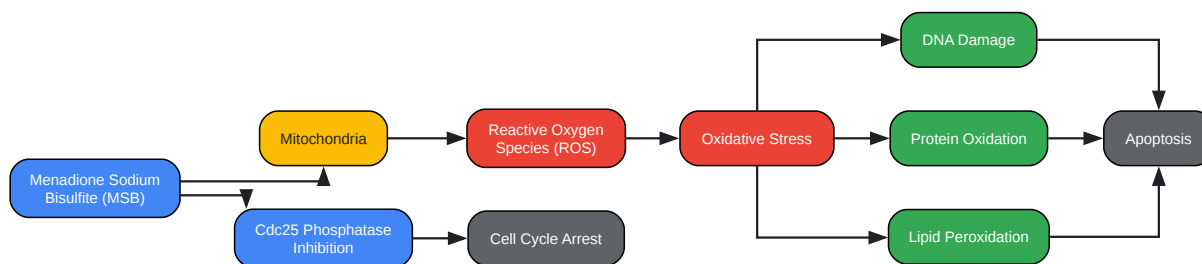 DNA Damage
Mitochondria
Reactive Oxygen
Species (ROS)
Oxidative Stress
Protein Oxidation
Apoptosis
Menadione Sodium
Bisulfite (MSB)
Cdc25 Phosphatase
Inhibition
Cell Cycle Arrest
Lipid Peroxidation